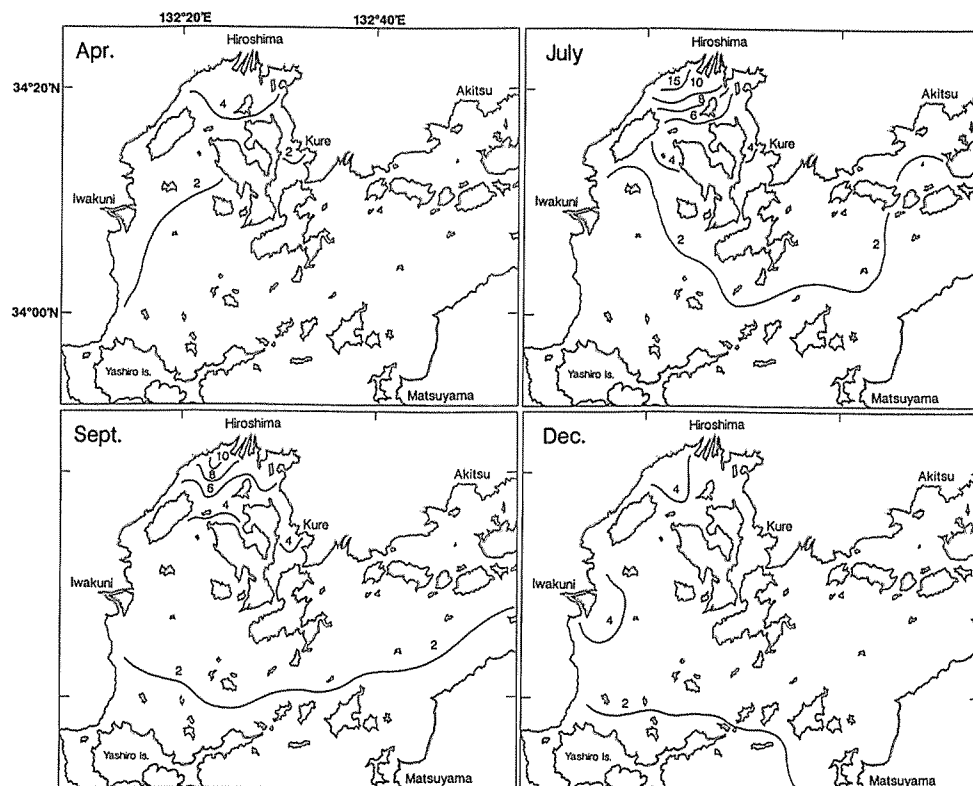 132°20'E
132°40'E
Apr.
Hiroshima
34°20'N
4
Akitsu
Kure
2
2
Iwakuni
34°00'N
Yashiro Is.
Matsuyama
July
Hiroshima
15
10
8
6
Akitsu
Kure
4
4
Iwakuni
2
2
Yashiro Is.
Matsuyama
Sept.
Hiroshima
10
8
6
4
Akitsu
Kure
4
Iwakuni
2
2
Yashiro Is.
Matsuyama
Dec.
Hiroshima
4
Akitsu
Kure
Iwakuni
4
2
Yashiro Is.
Matsuyama